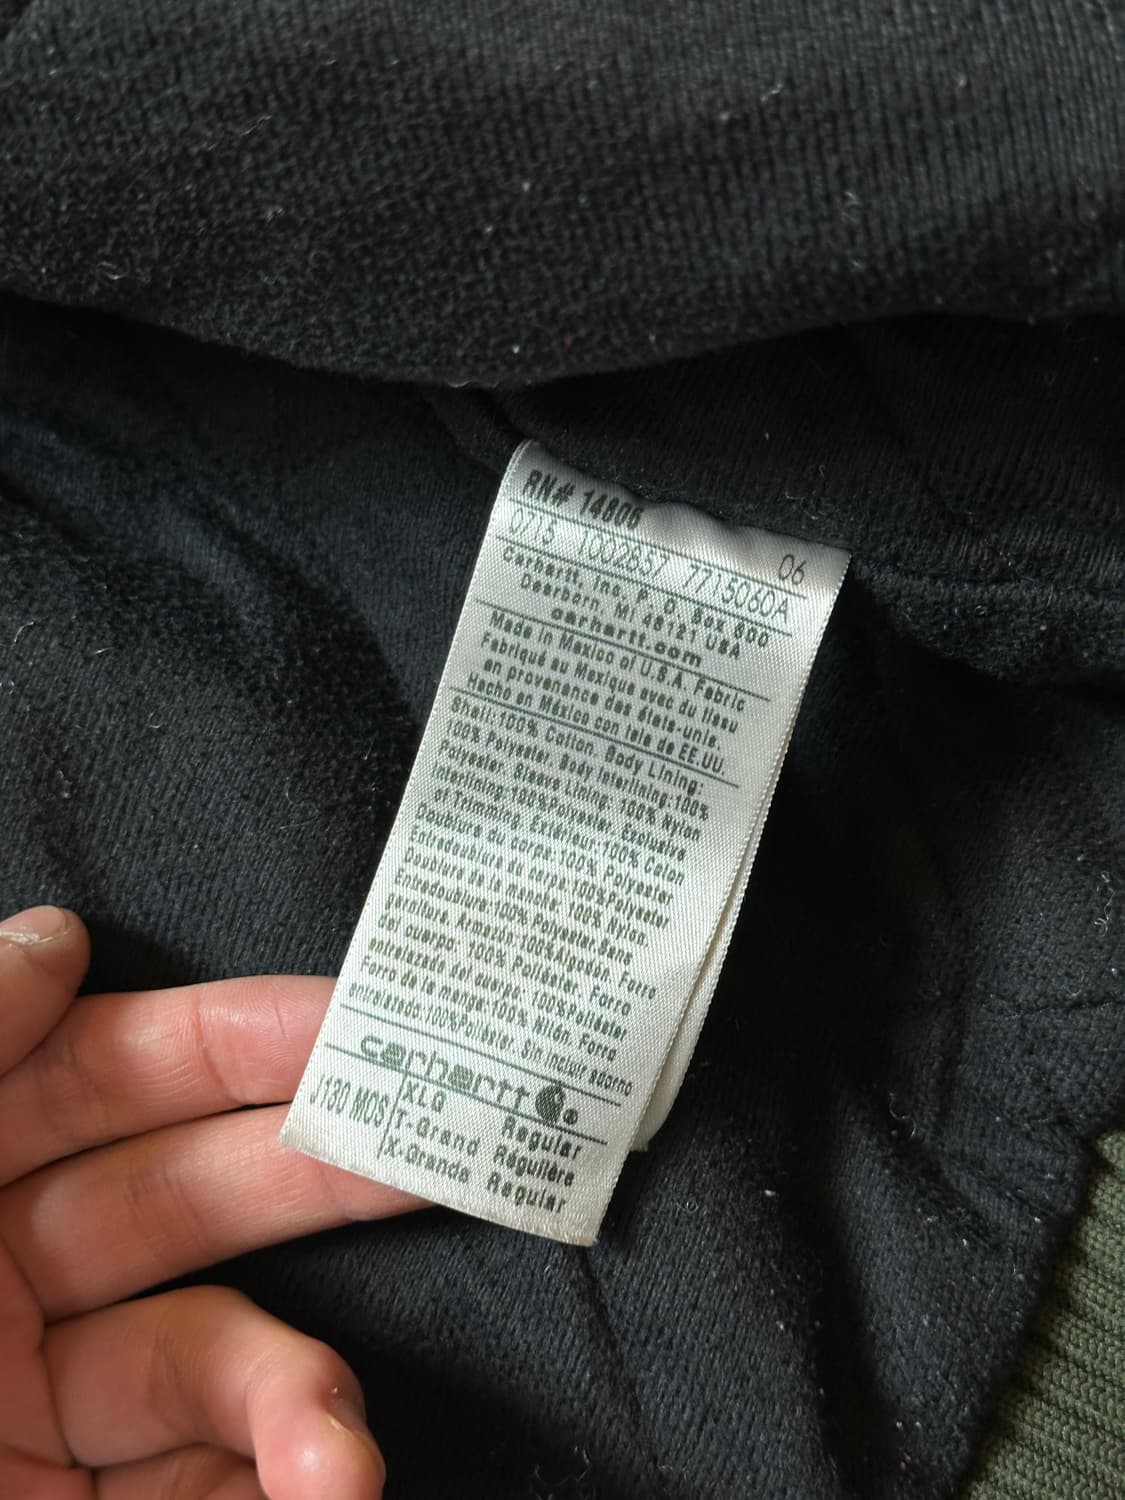 RN# 14806 06
0715 1002857 7715060A
Carhartt, Inc. P.O. Box 600
Dearborn, MI 48121 USA
carhartt.com
Made in Mexico of U.S.A. Fabric
Fabriqué au Mexique avec du tissu
en provenance des états-unis.
Hecho en México con tela de EE.UU.
Shell: 100% Cotton. Body Lining:
100% Polyester. Body Interlining:100%
Polyester. Sleeve Lining: 100% Nylon
Interlining:100%Polyester. Exclusive
of Trimming. Extérieur: 100% Coton
Doublure du corps:100% Polyester
Entredoublure du corps:100%Polyester
Doublure de la manche, 100% Nylon.
Entredoublure:100% Polyester Sans
garniture. Armazón:100%Algodon. Forro
del cuerpo: 100% Poliéster. Forro
entrelazado del cuerpo, 100%Poliéster
Forro de la manga:100% Nilón. Forro
entrelazado:100%Poliéster. Sin incluir adorno
carhartt
J130 MOS XLG Regular
T-Grand Régulière
X-Grande Regular